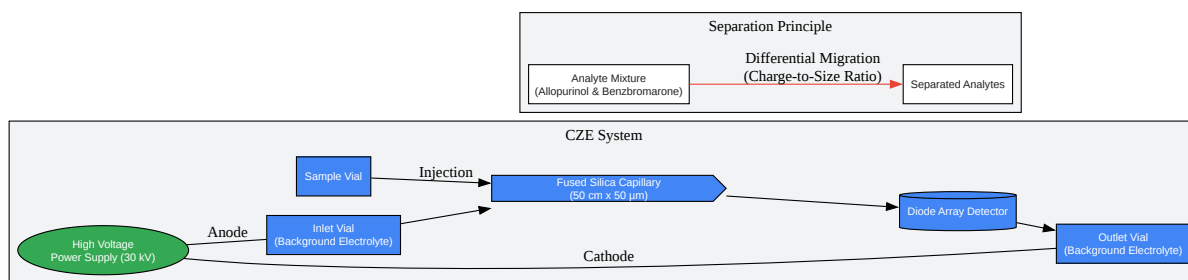 Separation Principle
Differential Migration
(Charge-to-Size Ratio)
Analyte Mixture
(Allopurinol & Benzbromarone)
Separated Analytes
CZE System
Sample Vial
Injection
Fused Silica Capillary
(50 cm x 50 µm)
Diode Array Detector
Inlet Vial
(Background Electrolyte)
Anode
High Voltage
Power Supply (30 kV)
Cathode
Outlet Vial
(Background Electrolyte)